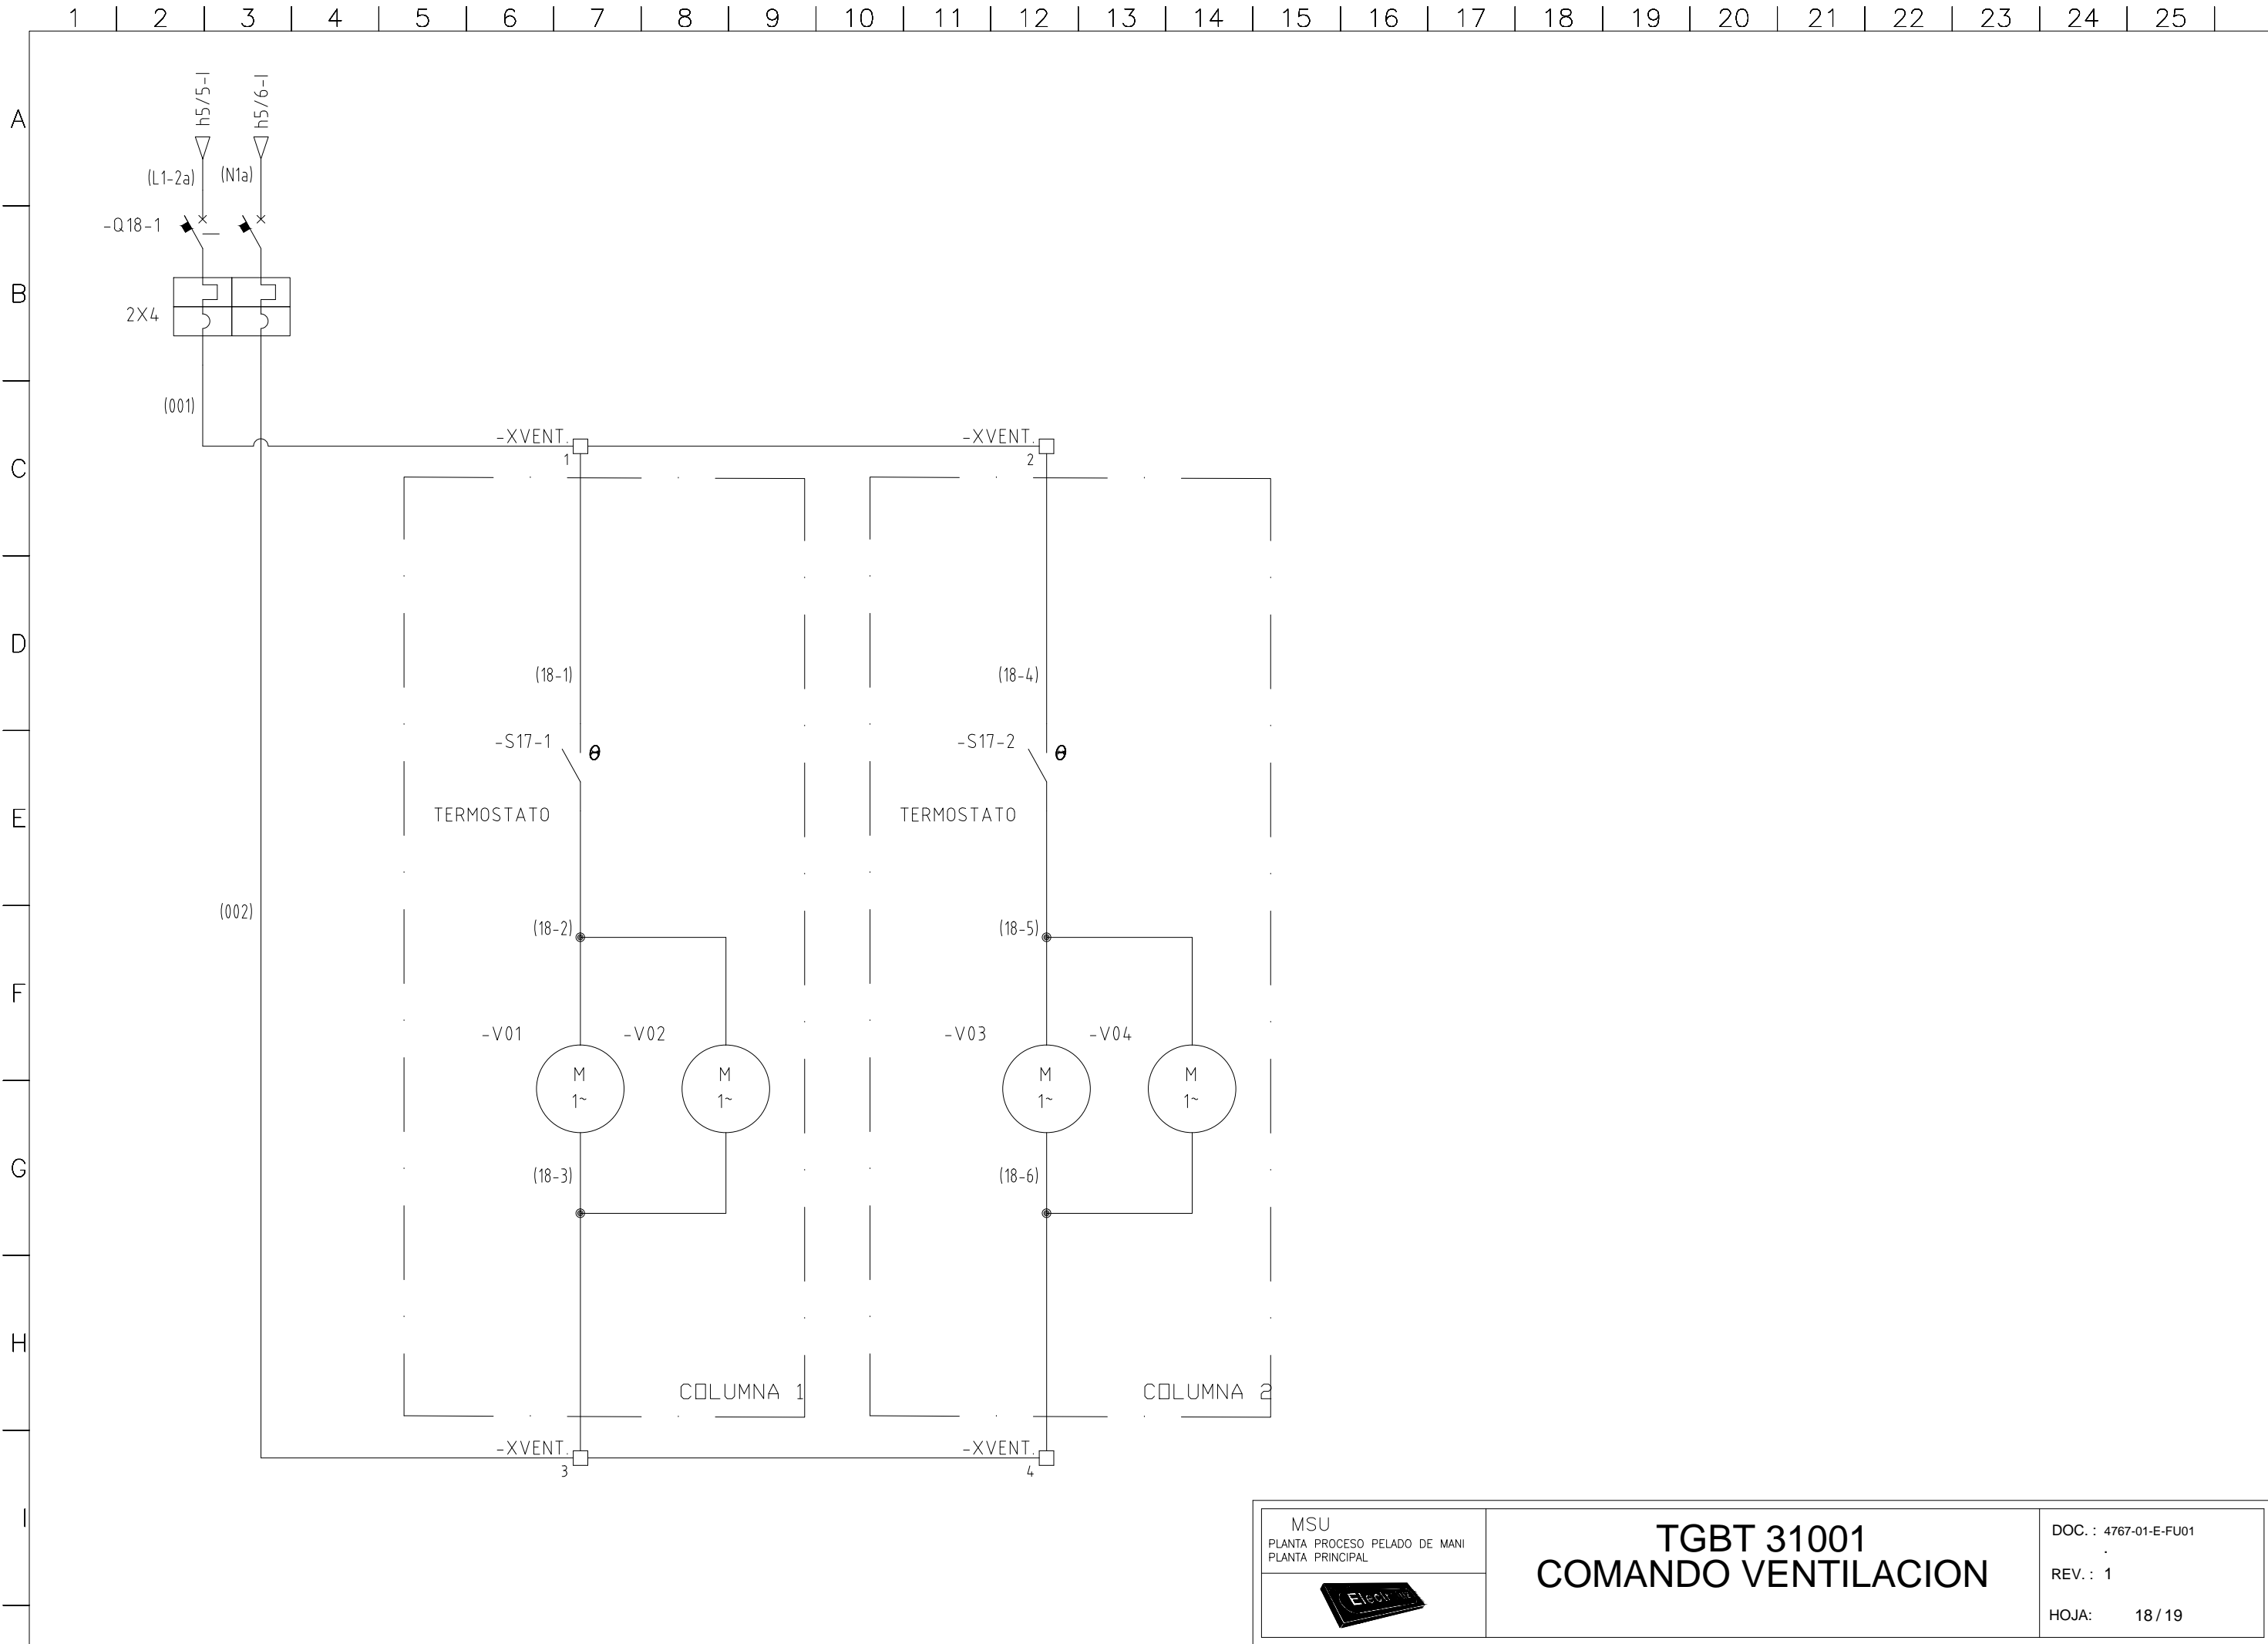 1 2 3 4 5 6 7 8 9 10 11 12 13 14 15 16 17 18 19 20 21 22 23 24 25
A
B
C
D
E
F
G
H
I
h5/5-I
h5/6-I
(L1-2a)
(N1a)
-Q18-1
2X4
(001)
-XVENT.
1
-XVENT.
2
(18-1)
(18-4)
-S17-1
θ
-S17-2
θ
TERMOSTATO
TERMOSTATO
(002)
(18-2)
(18-5)
-V01
-V02
-V03
-V04
M
1~
M
1~
M
1~
M
1~
(18-3)
(18-6)
COLUMNA 1
COLUMNA 2
-XVENT.
3
-XVENT.
4
MSU
PLANTA PROCESO PELADO DE MANI
PLANTA PRINCIPAL
TGBT 31001
COMANDO VENTILACION
DOC. : 4767-01-E-FU01
.
REV. : 1
HOJA: 18 / 19